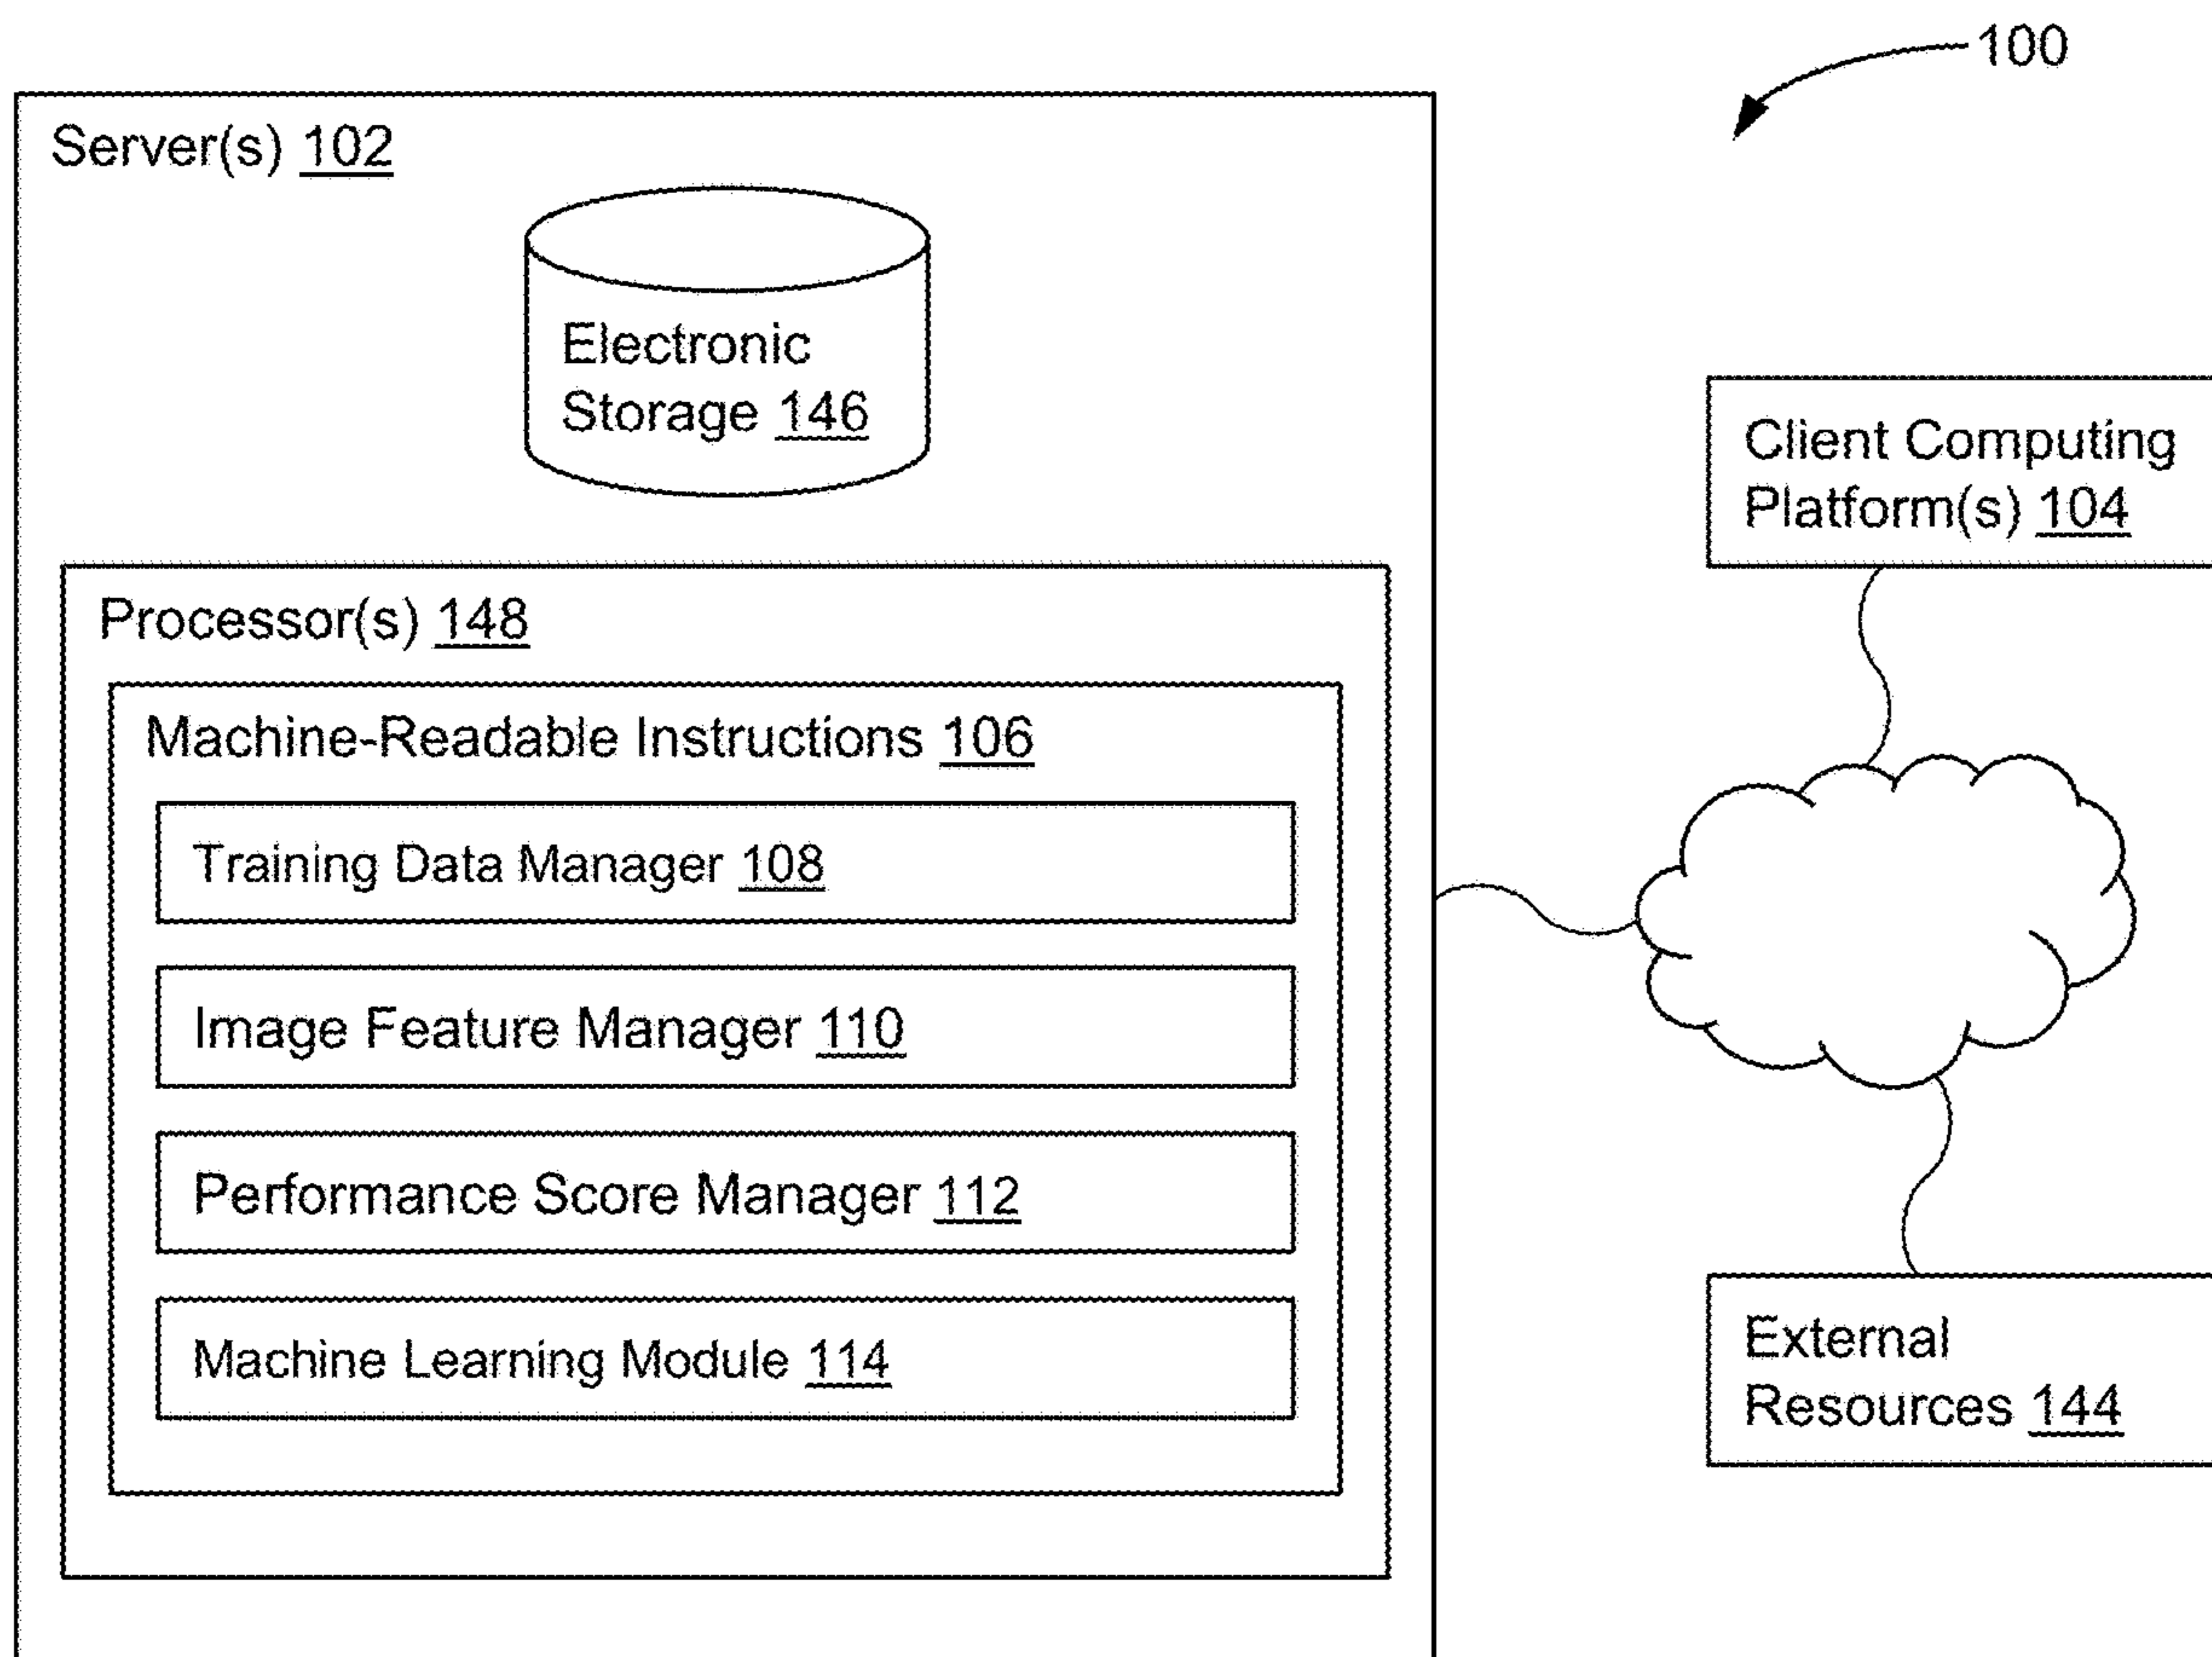 100
Server(s) 102
Electronic
Storage 146
Client Computing
Platform(s) 104
Processor(s) 148
Machine-Readable Instructions 106
Training Data Manager 108
Image Feature Manager 110
Performance Score Manager 112
Machine Learning Module 114
External
Resources 144